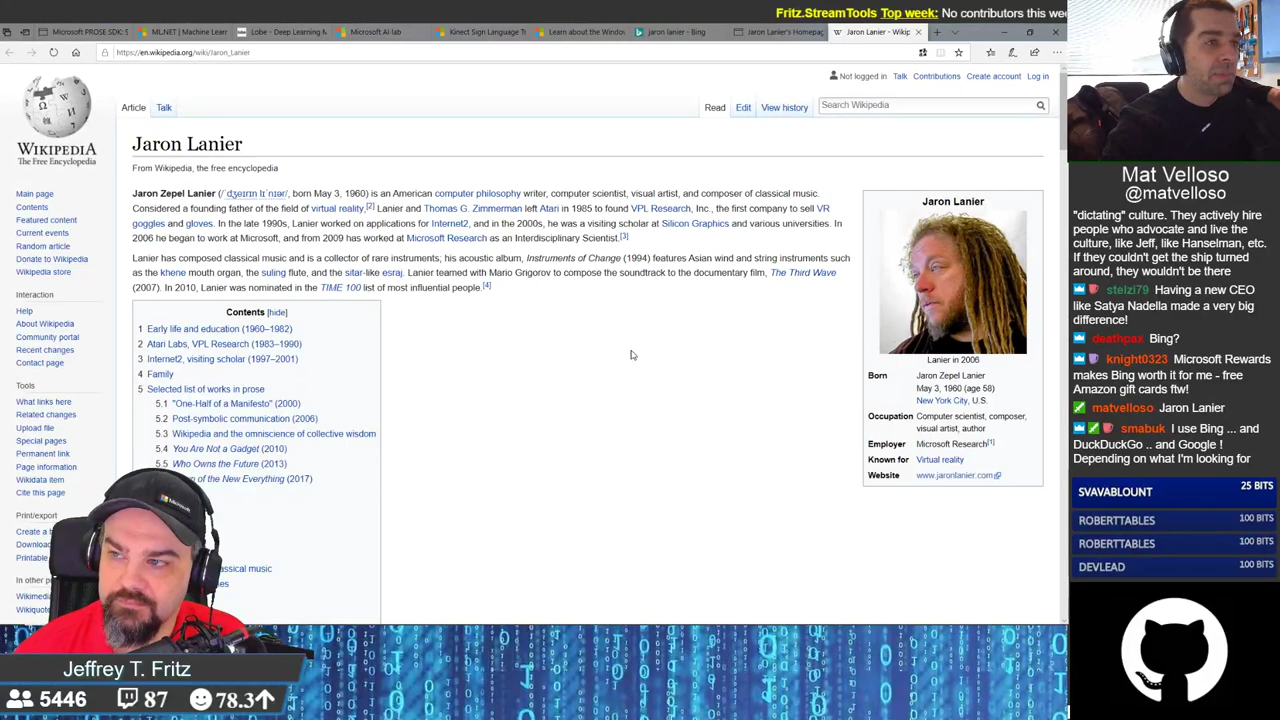 Fritz.StreamTools Top week: No contributors this wee
Microsoft PROSE SDK: S
ML.NET | Machine Learn
Lobe - Deep Learning M
Microsoft AI lab
Kinect Sign Language Tr
Learn about the Window
jaron lanier - Bing
Jaron Lanier's Homepag
Jaron Lanier - Wikip
https://en.wikipedia.org/wiki/Jaron_Lanier
Not logged in Talk Contributions Create account Log in
Article Talk
Read Edit View history
Search Wikipedia
WIKIPEDIA
The Free Encyclopedia
Main page
Contents
Featured content
Current events
Random article
Donate to Wikipedia
Wikipedia store
Interaction
Help
About Wikipedia
Community portal
Recent changes
Contact page
Tools
What links here
Related changes
Upload file
Special pages
Permanent link
Page information
Wikidata item
Cite this page
Print/export
Create a b
Download
Printable
In other p
Wikimed
Wikiquot
Jaron Lanier
From Wikipedia, the free encyclopedia
Jaron Zepel Lanier (/ˈdʒeɪrɪn lɪˈnɪər/, born May 3, 1960) is an American computer philosophy writer, computer scientist, visual artist, and composer of classical music.
Considered a founding father of the field of virtual reality,[2] Lanier and Thomas G. Zimmerman left Atari in 1985 to found VPL Research, Inc., the first company to sell VR
goggles and gloves. In the late 1990s, Lanier worked on applications for Internet2, and in the 2000s, he was a visiting scholar at Silicon Graphics and various universities. In
2006 he began to work at Microsoft, and from 2009 has worked at Microsoft Research as an Interdisciplinary Scientist.[3]
Lanier has composed classical music and is a collector of rare instruments; his acoustic album, Instruments of Change (1994) features Asian wind and string instruments such
as the khene mouth organ, the suling flute, and the sitar-like esraj. Lanier teamed with Mario Grigorov to compose the soundtrack to the documentary film, The Third Wave
(2007). In 2010, Lanier was nominated in the TIME 100 list of most influential people.[4]
Contents [hide]
1 Early life and education (1960–1982)
2 Atari Labs, VPL Research (1983–1990)
3 Internet2, visiting scholar (1997–2001)
4 Family
5 Selected list of works in prose
5.1 "One-Half of a Manifesto" (2000)
5.2 Post-symbolic communication (2006)
5.3 Wikipedia and the omniscience of collective wisdom
5.4 You Are Not a Gadget (2010)
5.5 Who Owns the Future (2013)
of the New Everything (2017)
assical music
es
Jaron Lanier
Lanier in 2006
Born Jaron Zepel Lanier
May 3, 1960 (age 58)
New York City, U.S.
Occupation Computer scientist, composer,
visual artist, author
Employer Microsoft Research[1]
Known for Virtual reality
Website www.jaronlanier.com
Mat Velloso
@matvelloso
"dictating" culture. They actively hire
people who advocate and live the
culture, like Jeff, like Hanselman, etc.
If they couldn't get the ship turned
around, they wouldn't be there
stelzi79 Having a new CEO
like Satya Nadella made a very big
difference!
deathpax Bing?
knight0323 Microsoft Rewards
makes Bing worth it for me - free
Amazon gift cards ftw!
matvelloso Jaron Lanier
smabuk I use Bing ... and
DuckDuckGo .. and Google !
Depending on what I'm looking for
SVAVABLOUNT 25 BITS
ROBERTTABLES 100 BITS
ROBERTTABLES 100 BITS
DEVLEAD 100 BITS
Jeffrey T. Fritz
5446 87 78.3